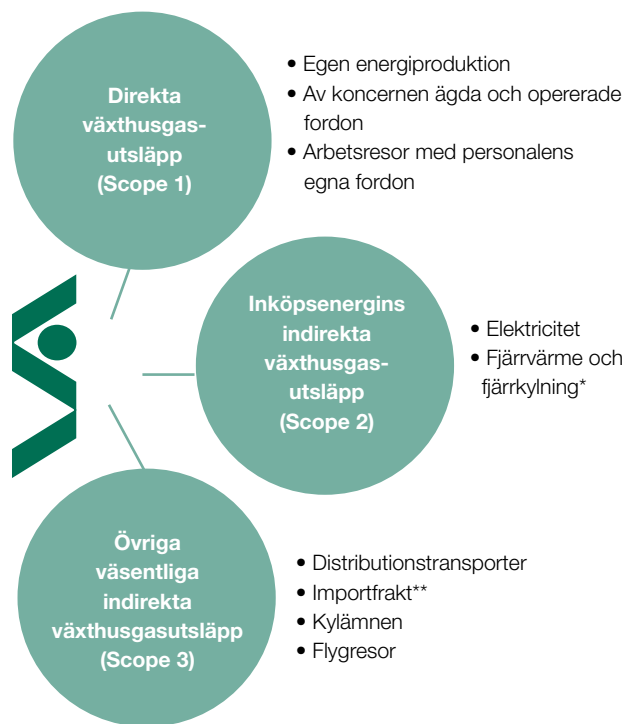 Direkta
växthusgas-
utsläpp
(Scope 1)
• Egen energiproduktion
• Av koncernen ägda och opererade
fordon
• Arbetsresor med personalens
egna fordon
Inköpsenergins
indirekta
växthusgas-
utsläpp
(Scope 2)
• Elektricitet
• Fjärrvärme och
fjärrkylning*
Övriga
väsentliga
indirekta
växthusgasutsläpp
(Scope 3)
• Distributionstransporter
• Importfrakt**
• Kylämnen
• Flygresor